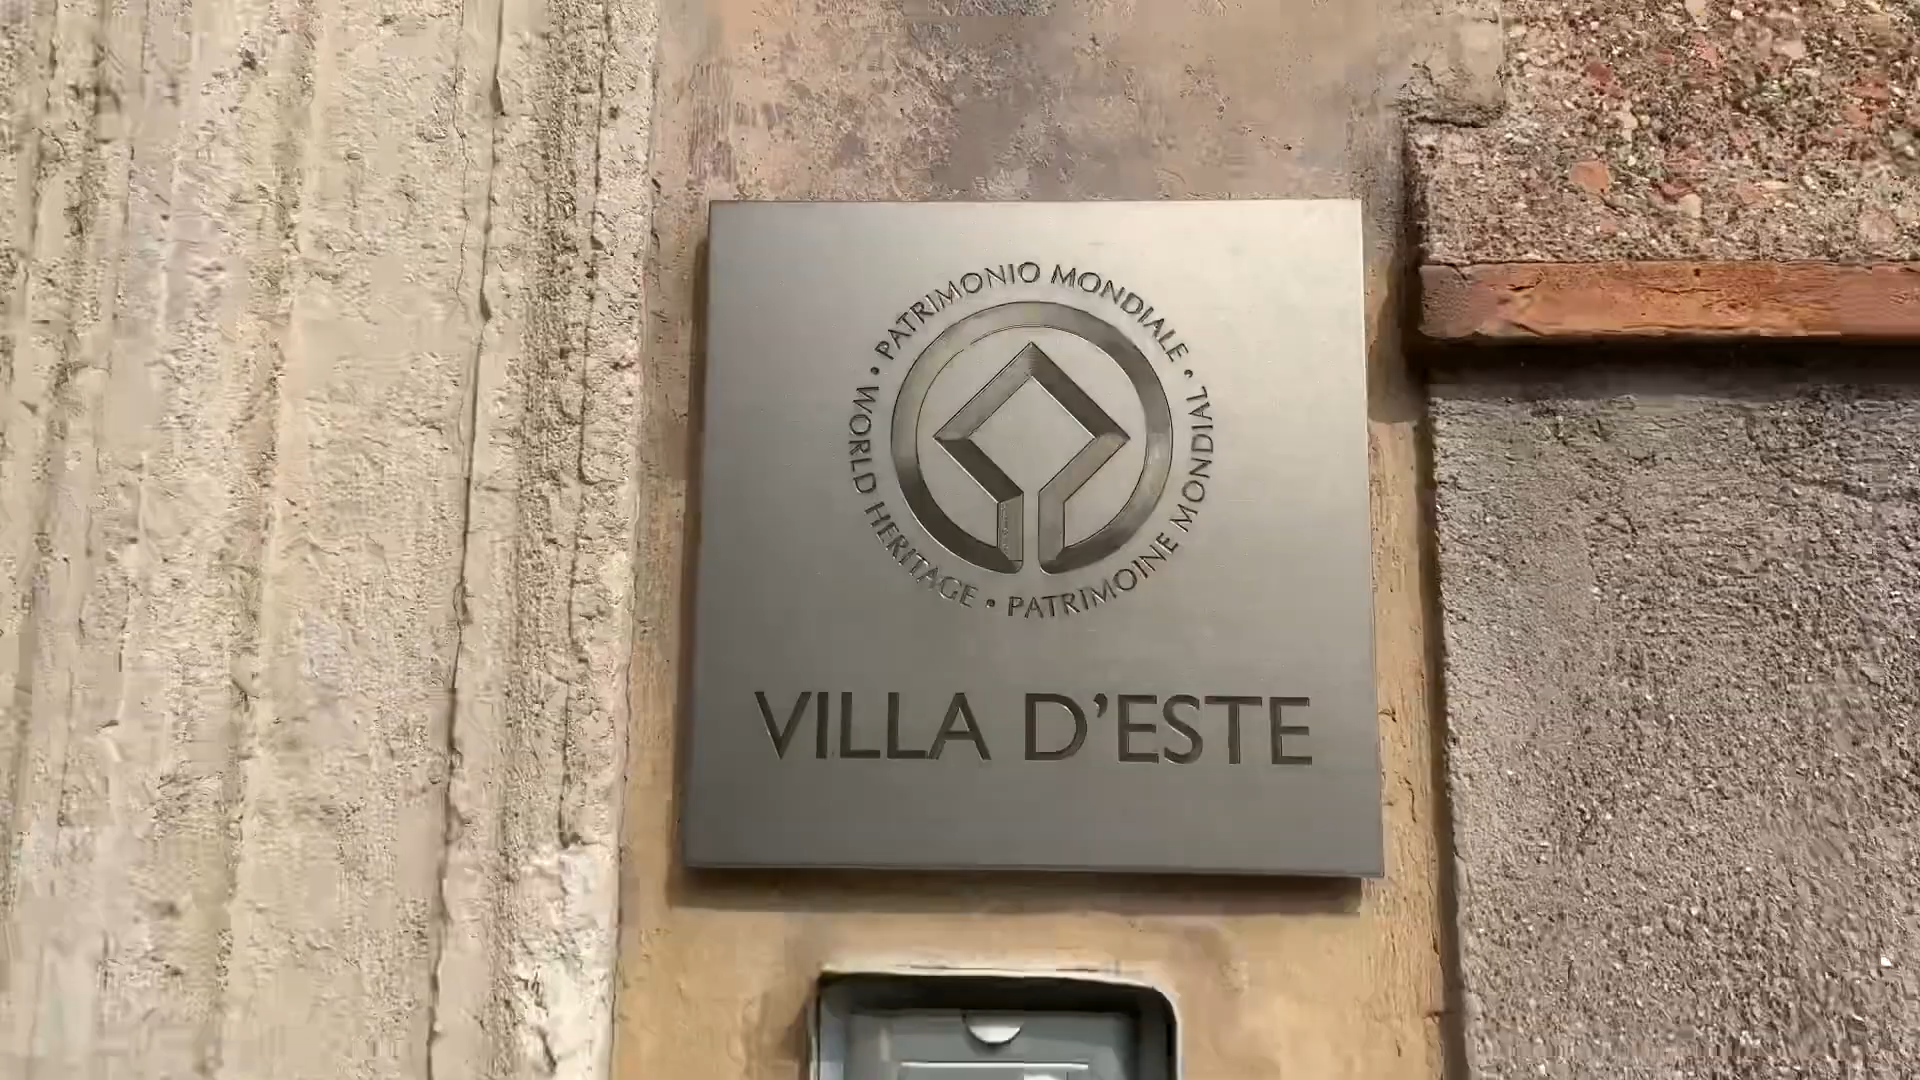 PATRIMONIO MONDIALE •
WORLD HERITAGE •
PATRIMOINE MONDIAL •
VILLA D'ESTE